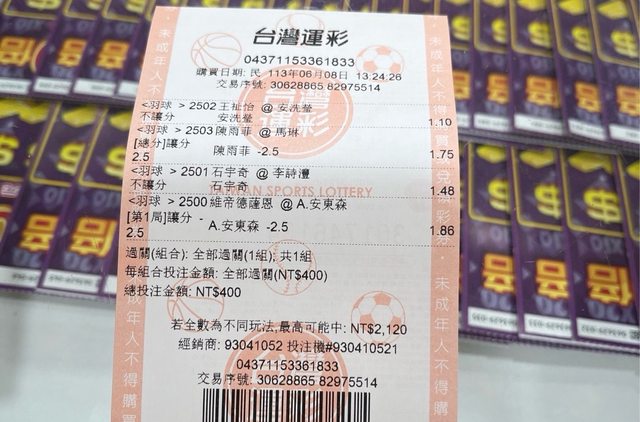 台灣運彩
04371153361833
購買日期: 民 113年06月08日 13:24:26
交易序號: 30628865 82975514
<羽球 > 2502 王祉怡 @ 安洗瑩
不讓分 安洗瑩 1.10
<羽球 > 2503 陳雨菲 @ 馬琳
[總分]讓分
2.5 陳雨菲 -2.5 1.75
<羽球 > 2501 石宇奇 @ 李詩灃
不讓分 石宇奇 1.48
TAIWAN SPORTS LOTTERY
<羽球 > 2500 維帝德薩恩 @ A.安東森
[第1局]讓分 -
2.5 A.安東森 -2.5 1.86
過關(組合): 全部過關(1組); 共1組
每組合投注金額: 全部過關(NT$400)
總投注金額: NT$400
若全數為不同玩法,最高可能中: NT$2,120
經銷商: 93041052 投注機#930410521
04371153361833
交易序號: 30628865 82975514
未成年人不得購
未成年人不得購